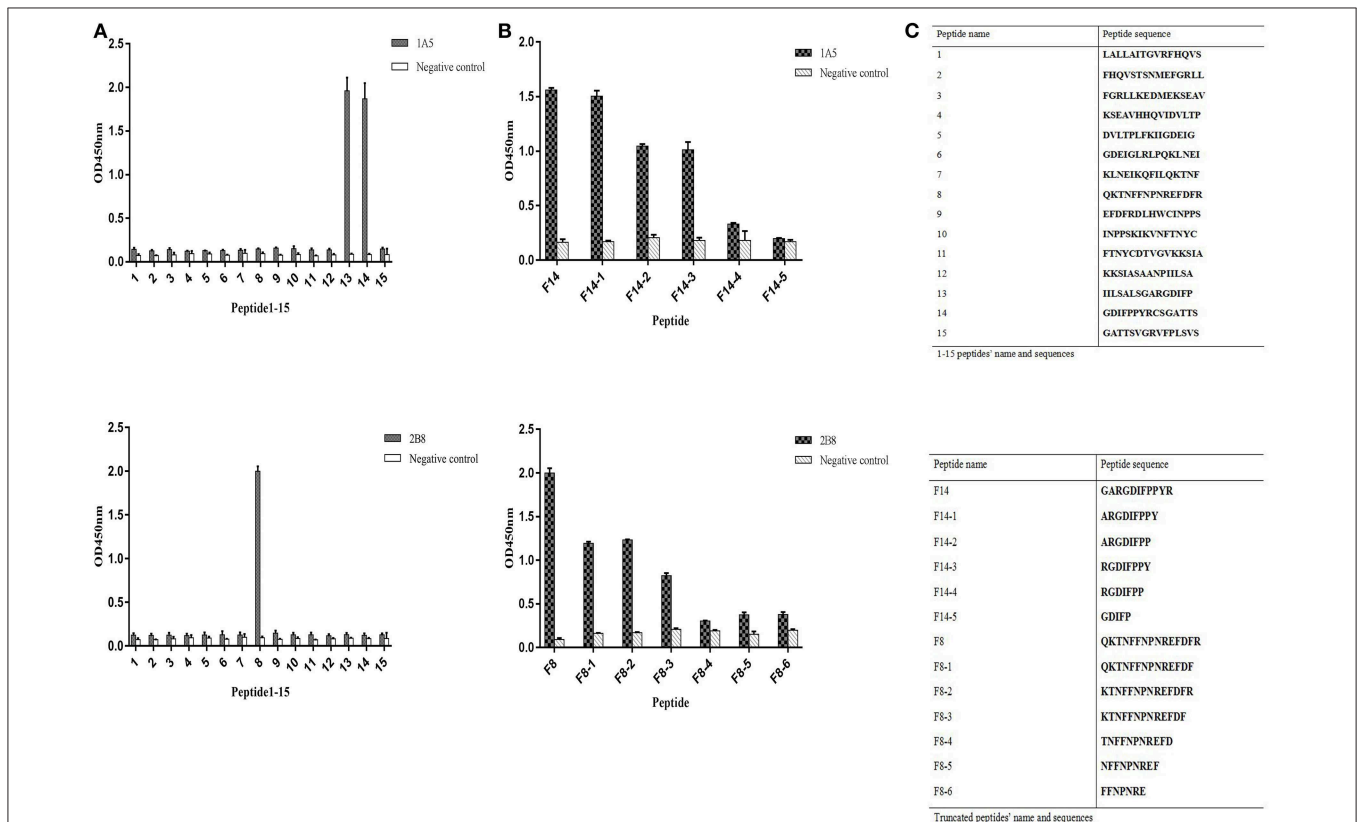 A
2.5
2.0
1.5
1.0
0.5
0.0
OD450nm
1A5
Negative control
1 2 3 4 5 6 7 8 9 10 11 12 13 14 15
Peptide1-15
B
2.0
1.5
1.0
0.5
0.0
OD450nm
1A5
Negative control
F14 F14-1 F14-2 F14-3 F14-4 F14-5
Peptide
C
Peptide name Peptide sequence
1 LALLAITGVRFHQVS
2 FHQVSTSNMEFGRLL
3 FGRLLKEDMEKSEAV
4 KSEAVHHQVIDVLTP
5 DVLTPLFKIIGDEIG
6 GDEIGLRLPQKLNEI
7 KLNEIKQFILQKTNF
8 QKTNFFNPNREFDFR
9 EFDFRDLHWCINPPS
10 INPPSKIKVNFTNYC
11 FTNYCDTVGVKKSIA
12 KKSIASAANPIILSA
13 IILSALSGARGDIFP
14 GDIFPPYRCSGATTS
15 GATTSVGRVFPLSVS
1-15 peptides' name and sequences
2.5
2.0
1.5
1.0
0.5
0.0
OD450nm
2B8
Negative control
1 2 3 4 5 6 7 8 9 10 11 12 13 14 15
Peptide1-15
2.5
2.0
1.5
1.0
0.5
0.0
OD450nm
2B8
Negative control
F8 F8-1 F8-2 F8-3 F8-4 F8-5 F8-6
Peptide
Peptide name Peptide sequence
F14 GARGDIFPPYR
F14-1 ARGDIFPPY
F14-2 ARGDIFPP
F14-3 RGDIFPPY
F14-4 RGDIFPP
F14-5 GDIFP
F8 QKTNFFNPNREFDFR
F8-1 QKTNFFNPNREFDF
F8-2 KTNFFNPNREFDFR
F8-3 KTNFFNPNREFDF
F8-4 TNFFNPNREFD
F8-5 NFFNPNREF
F8-6 FFNPNRE
Truncated peptides' name and sequences